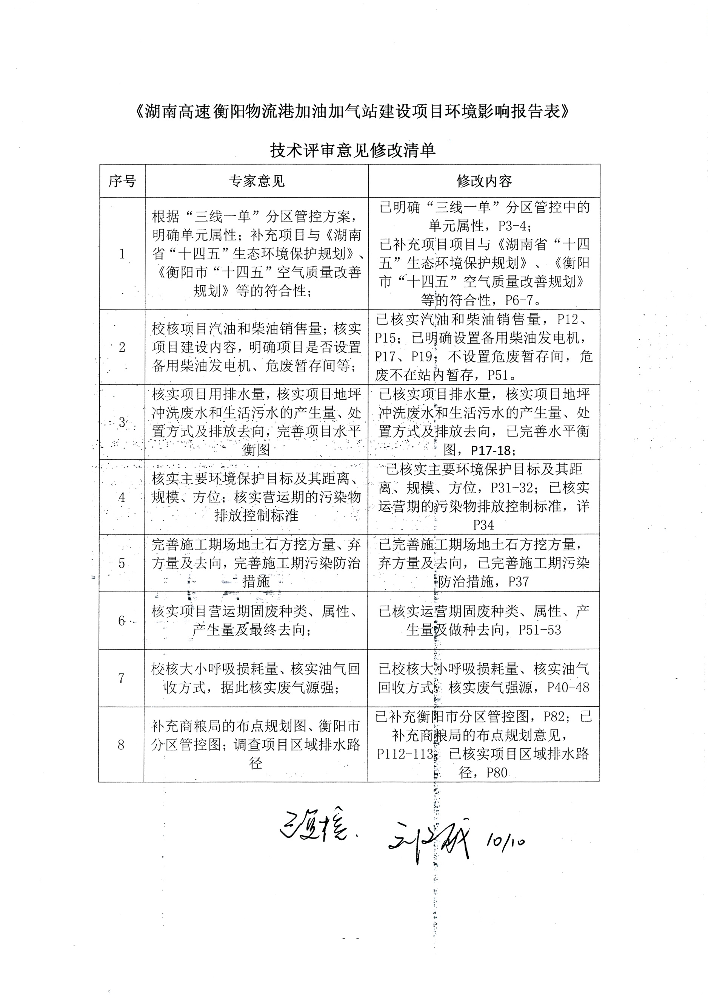 《湖南高速衡阳物流港加油加气站建设项目环境影响报告表》
技术评审意见修改清单
序号
专家意见
修改内容
1
根据“三线一单”分区管控方案，
明确单元属性；补充项目与《湖南
省“十四五”生态环境保护规划》、
《衡阳市“十四五”空气质量改善
规划》等的符合性；
已明确“三线一单”分区管控中的
单元属性，P3-4；
已补充项目项目与《湖南省“十四
五”生态环境保护规划》、《衡阳
市“十四五”空气质量改善规划》
等的符合性，P6-7。
2
校核项目汽油和柴油销售量；核实
项目建设内容，明确项目是否设置
备用柴油发电机、危废暂存间等；
已核实汽油和柴油销售量，P12、
P15；已明确设置备用柴油发电机，
P17、P19；不设置危废暂存间，危
废不在站内暂存，P51。
3
核实项目用排水量，核实项目地坪
冲洗废水和生活污水的产生量、处
置方式及排放去向；完善项目水平
衡图
已核实项目排水量，核实项目地坪
冲洗废水和生活污水的产生量、处
置方式及排放去向，已完善水平衡
图，P17-18；
4
核实主要环境保护目标及其距离、
规模、方位；核实营运期的污染物
排放控制标准
已核实主要环境保护目标及其距
离、规模、方位，P31-32；已核实
运营期的污染物排放控制标准，详
P34
5
完善施工期场地土石方挖方量、弃
方量及去向，完善施工期污染防治
措施
已完善施工期场地土石方挖方量，
弃方量及去向，已完善施工期污染
防治措施，P37
6
核实项目营运期固废种类、属性、
产生量及最终去向；
已核实运营期固废种类、属性、产
生量及做种去向，P51-53
7
校核大小呼吸损耗量、核实油气回
收方式，据此核实废气源强；
已校核大小呼吸损耗量、核实油气
回收方式，核实废气强源，P40-48
8
补充商粮局的布点规划图、衡阳市
分区管控图；调查项目区域排水路
径
已补充衡阳市分区管控图，P82；已
补充商粮局的布点规划意见，
P112-113；已核实项目区域排水路
径，P80
10/10